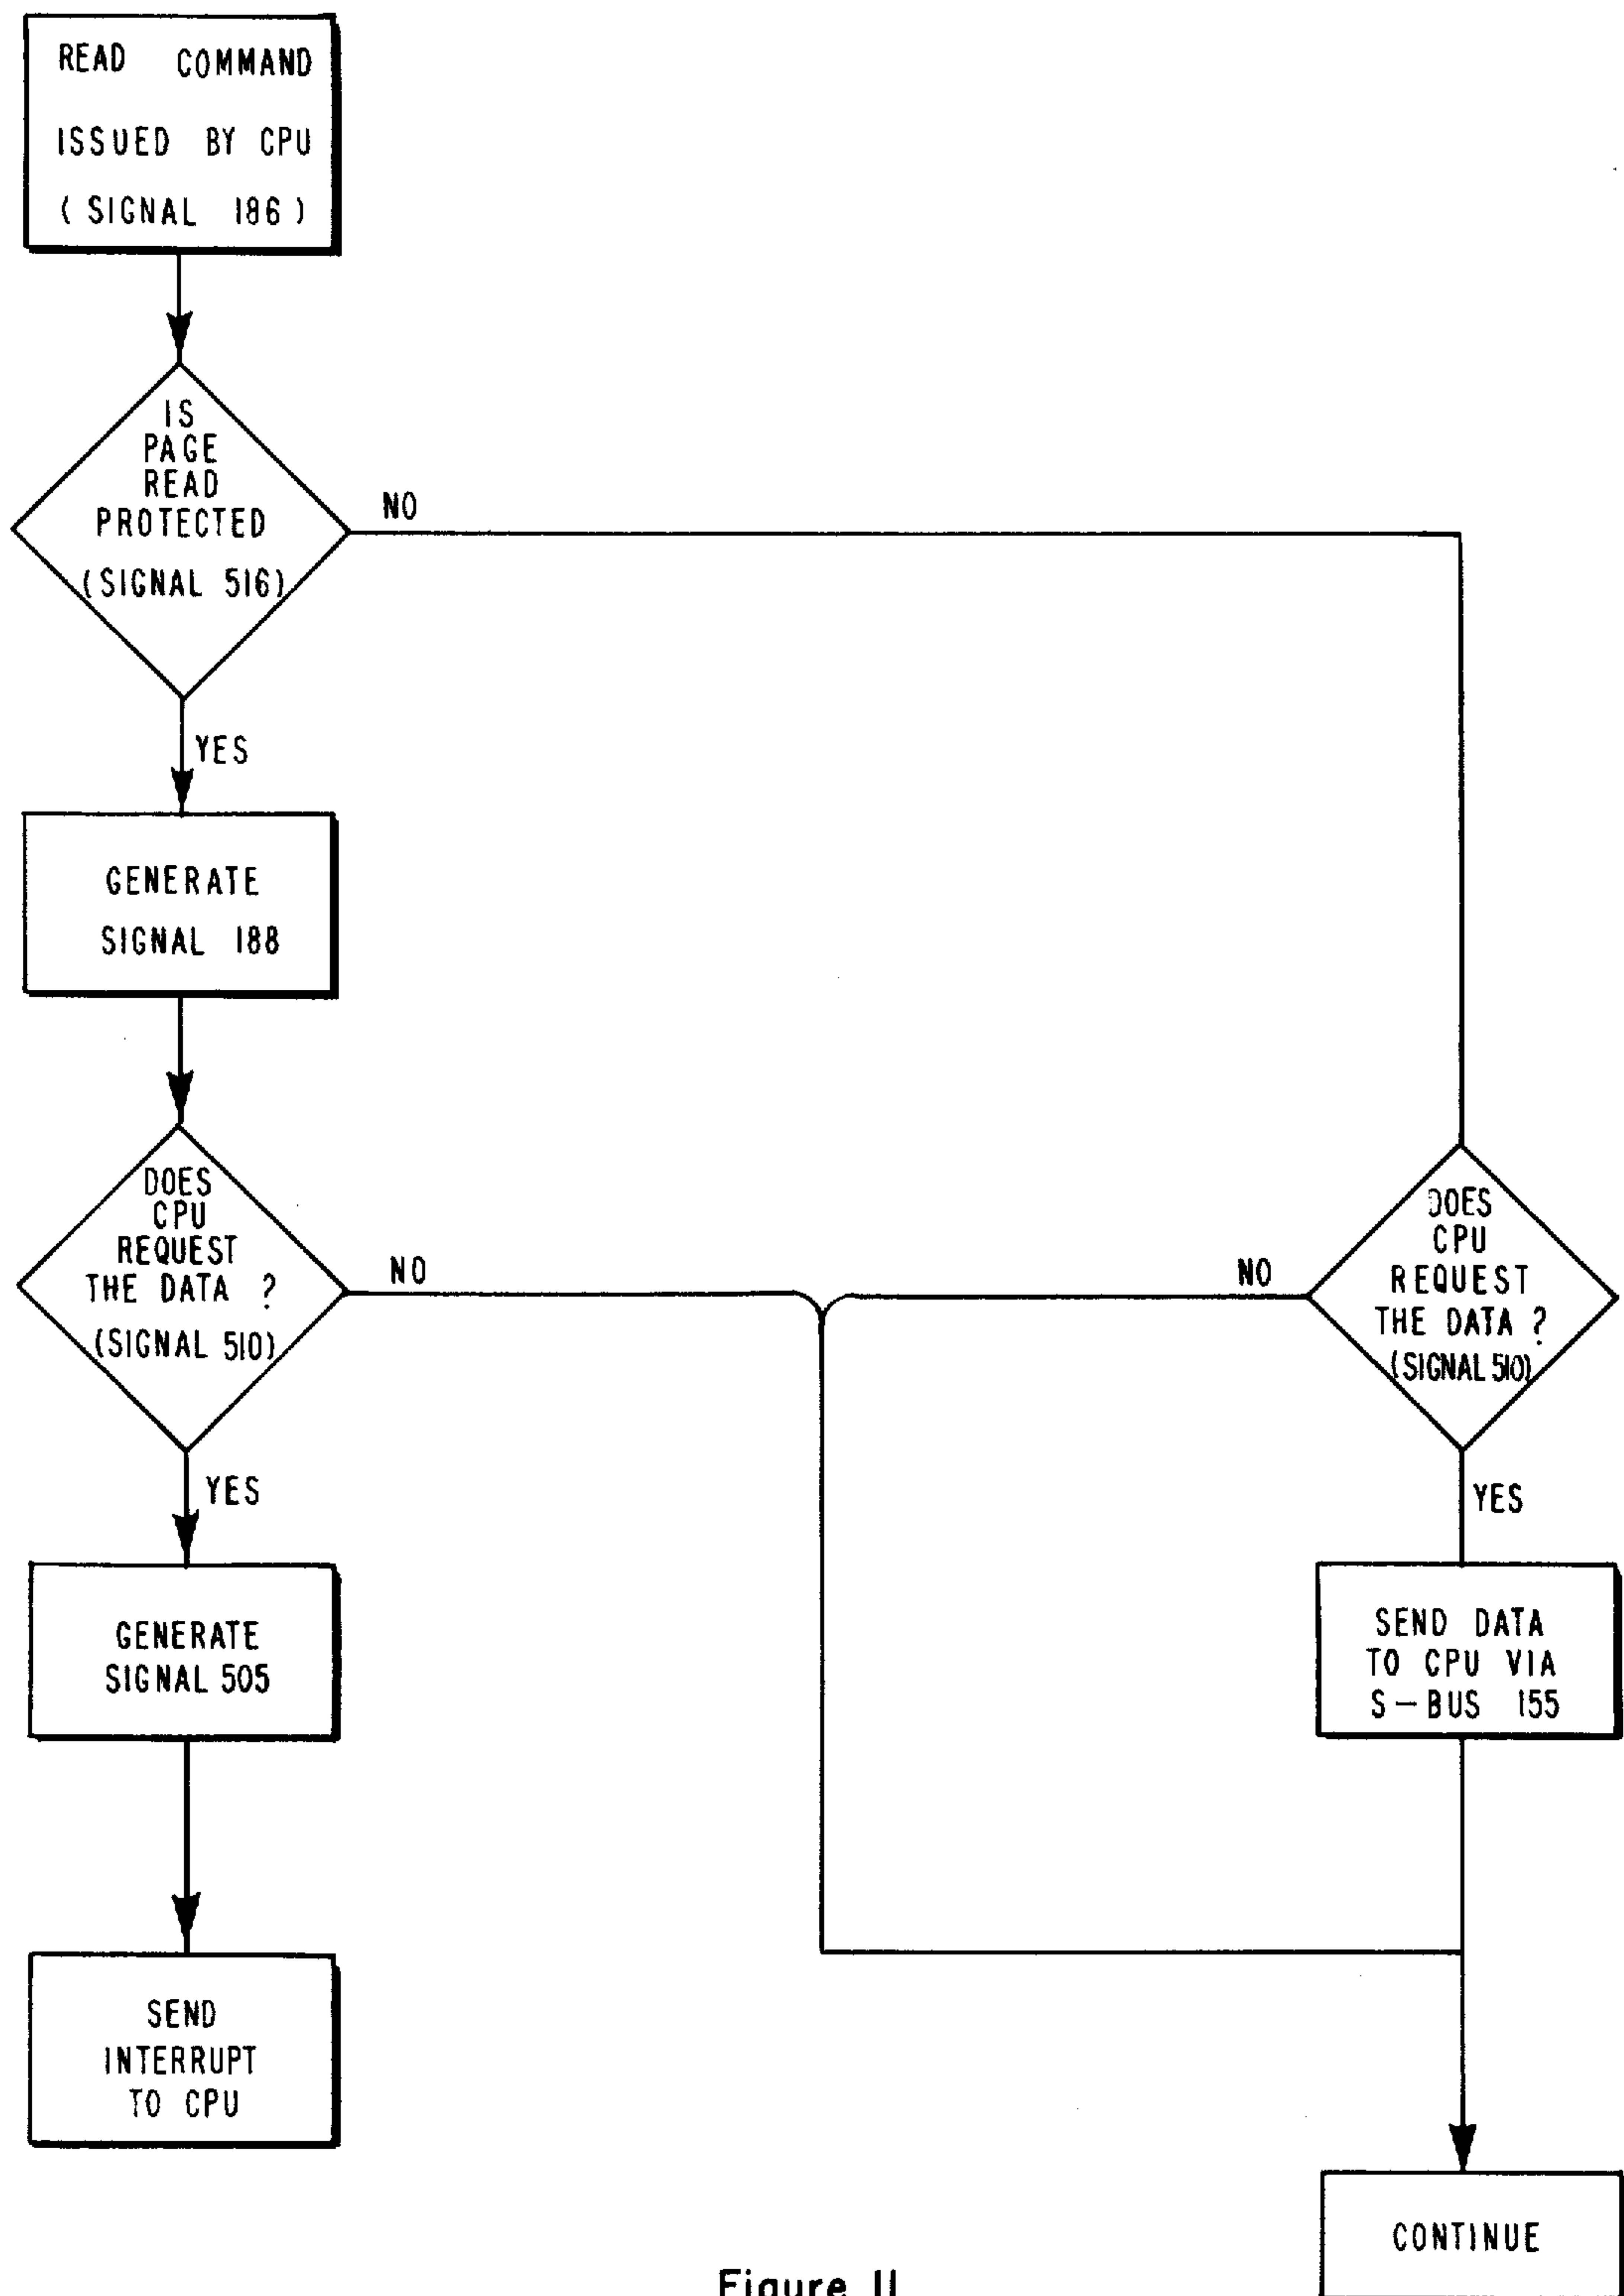 READ COMMAND
ISSUED BY CPU
( SIGNAL 186 )
IS
PAGE
READ
PROTECTED
(SIGNAL 516)
NO
YES
GENERATE
SIGNAL 188
DOES
CPU
REQUEST
THE DATA ?
(SIGNAL 510)
NO
YES
GENERATE
SIGNAL 505
SEND
INTERRUPT
TO CPU
NO
DOES
CPU
REQUEST
THE DATA ?
(SIGNAL 510)
YES
SEND DATA
TO CPU VIA
S-BUS 155
CONTINUE
Figure 11